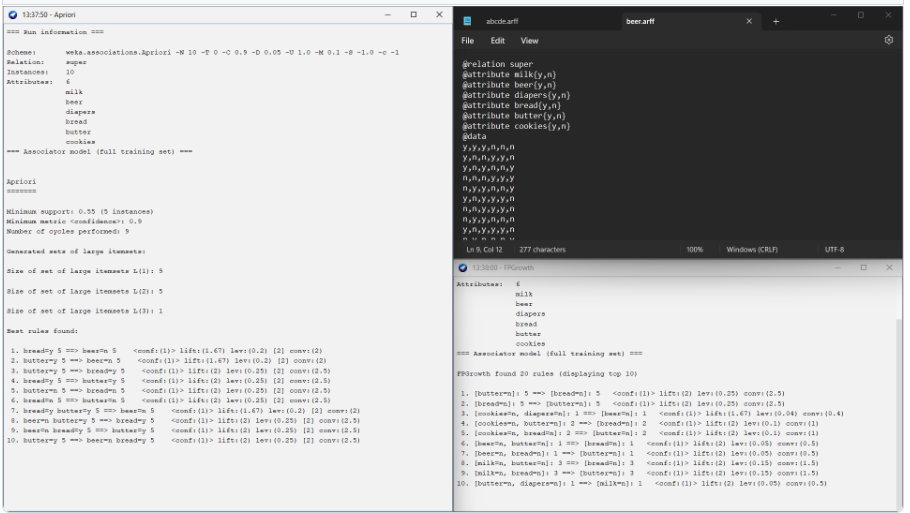 13:37:50 - Apriori
=== Run information ===
Scheme: weka.associations.Apriori -N 10 -T 0 -C 0.9 -D 0.05 -U 1.0 -M 0.1 -S -1.0 -c -1
Relation: super
Instances: 10
Attributes: 6
milk
beer
diapers
bread
butter
cookies
=== Associator model (full training set) ===
Apriori
=======
Minimum support: 0.55 (5 instances)
Minimum metric <confidence>: 0.9
Number of cycles performed: 9
Generated sets of large itemsets:
Size of set of large itemsets L(1): 9
Size of set of large itemsets L(2): 5
Size of set of large itemsets L(3): 1
Best rules found:
1. bread=y 5 ==> beer=n 5 <conf:(1)> lift:(1.67) lev:(0.2) [2] conv:(2)
2. butter=y 5 ==> beer=n 5 <conf:(1)> lift:(1.67) lev:(0.2) [2] conv:(2)
3. butter=y 5 ==> bread=y 5 <conf:(1)> lift:(2) lev:(0.25) [2] conv:(2.5)
4. bread=y 5 ==> butter=y 5 <conf:(1)> lift:(2) lev:(0.25) [2] conv:(2.5)
5. butter=n 5 ==> bread=n 5 <conf:(1)> lift:(2) lev:(0.25) [2] conv:(2.5)
6. bread=n 5 ==> butter=n 5 <conf:(1)> lift:(2) lev:(0.25) [2] conv:(2.5)
7. bread=y butter=y 5 ==> beer=n 5 <conf:(1)> lift:(1.67) lev:(0.2) [2] conv:(2)
8. beer=n butter=y 5 ==> bread=y 5 <conf:(1)> lift:(2) lev:(0.25) [2] conv:(2.5)
9. beer=n bread=y 5 ==> butter=y 5 <conf:(1)> lift:(2) lev:(0.25) [2] conv:(2.5)
10. butter=y 5 ==> beer=n bread=y 5 <conf:(1)> lift:(2) lev:(0.25) [2] conv:(2.5)
abcde.arff beer.arff
File Edit View
@relation super
@attribute milk{y,n}
@attribute beer{y,n}
@attribute diapers{y,n}
@attribute bread{y,n}
@attribute butter{y,n}
@attribute cookies{y,n}
@data
y,y,y,n,n,n
y,n,n,y,y,n
y,n,y,n,n,y
n,n,n,y,y,y
n,y,y,n,n,y
y,n,y,y,y,n
n,n,y,y,y,n
n,y,y,n,n,n
y,n,y,y,y,n
Ln 9, Col 12 277 characters 100% Windows (CRLF) UTF-8
13:38:00 - FPGrowth
Attributes: 6
milk
beer
diapers
bread
butter
cookies
=== Associator model (full training set) ===
FPGrowth found 20 rules (displaying top 10)
1. [butter=n]: 5 ==> [bread=n]: 5 <conf:(1)> lift:(2) lev:(0.25) conv:(2.5)
2. [bread=n]: 5 ==> [butter=n]: 5 <conf:(1)> lift:(2) lev:(0.25) conv:(2.5)
3. [cookies=n, diapers=n]: 1 ==> [beer=n]: 1 <conf:(1)> lift:(1.67) lev:(0.04) conv:(0.4)
4. [cookies=n, butter=n]: 2 ==> [bread=n]: 2 <conf:(1)> lift:(2) lev:(0.1) conv:(1)
5. [cookies=n, bread=n]: 2 ==> [butter=n]: 2 <conf:(1)> lift:(2) lev:(0.1) conv:(1)
6. [beer=n, butter=n]: 1 ==> [bread=n]: 1 <conf:(1)> lift:(2) lev:(0.05) conv:(0.5)
7. [beer=n, bread=n]: 1 ==> [butter=n]: 1 <conf:(1)> lift:(2) lev:(0.05) conv:(0.5)
8. [milk=n, butter=n]: 3 ==> [bread=n]: 3 <conf:(1)> lift:(2) lev:(0.15) conv:(1.5)
9. [milk=n, bread=n]: 3 ==> [butter=n]: 3 <conf:(1)> lift:(2) lev:(0.15) conv:(1.5)
10. [butter=n, diapers=n]: 1 ==> [milk=n]: 1 <conf:(1)> lift:(2) lev:(0.05) conv:(0.5)